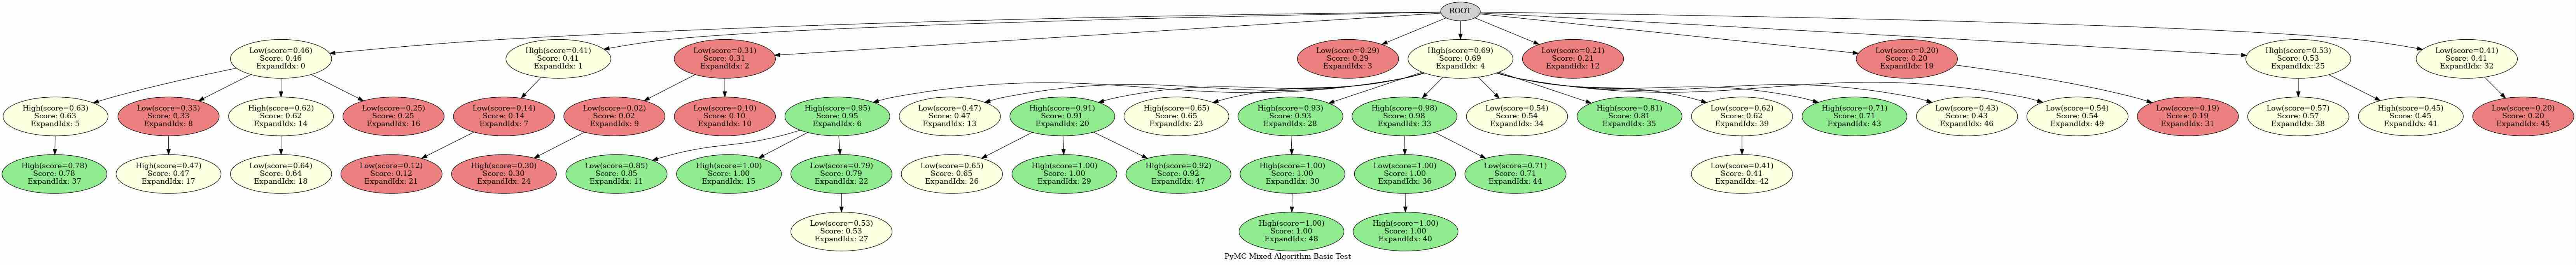 ROOT
Low(score=0.46)
Score: 0.46
ExpandIdx: 0
High(score=0.41)
Score: 0.41
ExpandIdx: 1
Low(score=0.31)
Score: 0.31
ExpandIdx: 2
Low(score=0.29)
Score: 0.29
ExpandIdx: 3
High(score=0.69)
Score: 0.69
ExpandIdx: 4
Low(score=0.21)
Score: 0.21
ExpandIdx: 12
Low(score=0.20)
Score: 0.20
ExpandIdx: 19
High(score=0.53)
Score: 0.53
ExpandIdx: 25
Low(score=0.41)
Score: 0.41
ExpandIdx: 32
High(score=0.63)
Score: 0.63
ExpandIdx: 5
Low(score=0.33)
Score: 0.33
ExpandIdx: 8
High(score=0.62)
Score: 0.62
ExpandIdx: 14
Low(score=0.25)
Score: 0.25
ExpandIdx: 16
Low(score=0.14)
Score: 0.14
ExpandIdx: 7
Low(score=0.02)
Score: 0.02
ExpandIdx: 9
Low(score=0.10)
Score: 0.10
ExpandIdx: 10
High(score=0.95)
Score: 0.95
ExpandIdx: 6
Low(score=0.47)
Score: 0.47
ExpandIdx: 13
High(score=0.91)
Score: 0.91
ExpandIdx: 20
High(score=0.65)
Score: 0.65
ExpandIdx: 23
High(score=0.93)
Score: 0.93
ExpandIdx: 28
High(score=0.98)
Score: 0.98
ExpandIdx: 33
Low(score=0.54)
Score: 0.54
ExpandIdx: 34
High(score=0.81)
Score: 0.81
ExpandIdx: 35
Low(score=0.62)
Score: 0.62
ExpandIdx: 39
High(score=0.71)
Score: 0.71
ExpandIdx: 43
Low(score=0.43)
Score: 0.43
ExpandIdx: 46
Low(score=0.54)
Score: 0.54
ExpandIdx: 49
Low(score=0.19)
Score: 0.19
ExpandIdx: 31
Low(score=0.57)
Score: 0.57
ExpandIdx: 38
High(score=0.45)
Score: 0.45
ExpandIdx: 41
Low(score=0.20)
Score: 0.20
ExpandIdx: 45
High(score=0.78)
Score: 0.78
ExpandIdx: 37
High(score=0.47)
Score: 0.47
ExpandIdx: 17
Low(score=0.64)
Score: 0.64
ExpandIdx: 18
Low(score=0.12)
Score: 0.12
ExpandIdx: 21
High(score=0.30)
Score: 0.30
ExpandIdx: 24
Low(score=0.85)
Score: 0.85
ExpandIdx: 11
High(score=1.00)
Score: 1.00
ExpandIdx: 15
Low(score=0.79)
Score: 0.79
ExpandIdx: 22
Low(score=0.65)
Score: 0.65
ExpandIdx: 26
High(score=1.00)
Score: 1.00
ExpandIdx: 29
High(score=0.92)
Score: 0.92
ExpandIdx: 47
High(score=1.00)
Score: 1.00
ExpandIdx: 30
Low(score=1.00)
Score: 1.00
ExpandIdx: 36
Low(score=0.71)
Score: 0.71
ExpandIdx: 44
Low(score=0.41)
Score: 0.41
ExpandIdx: 42
Low(score=0.53)
Score: 0.53
ExpandIdx: 27
High(score=1.00)
Score: 1.00
ExpandIdx: 48
High(score=1.00)
Score: 1.00
ExpandIdx: 40
PyMC Mixed Algorithm Basic Test